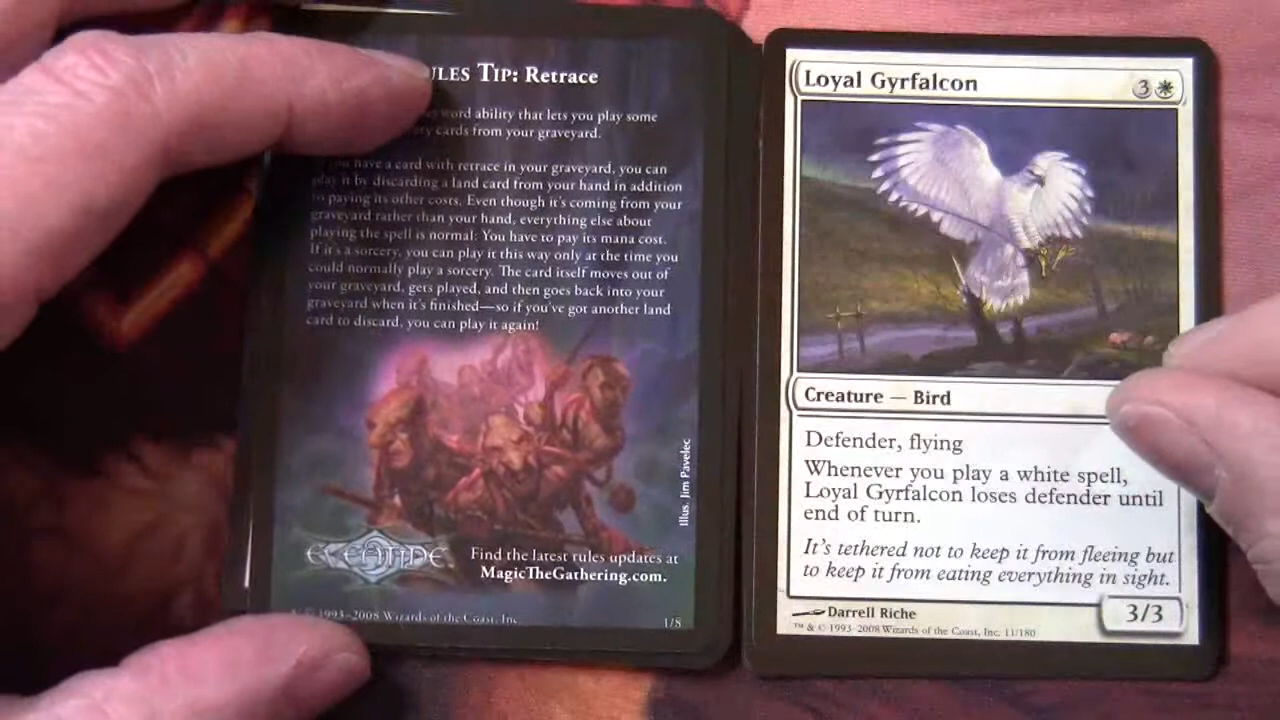 ULES TIP: Retrace
word ability that lets you play some
cards from your graveyard.
you have a card with retrace in your graveyard, you can
play it by discarding a land card from your hand in addition
to paying its other costs. Even though it's coming from your
graveyard rather than your hand, everything else about
playing the spell is normal: You have to pay its mana cost.
If it's a sorcery, you can play it this way only at the time you
could normally play a sorcery. The card itself moves out of
your graveyard, gets played, and then goes back into your
graveyard when it's finished—so if you've got another land
card to discard, you can play it again!
Illus. Jim Pavelec
EVENTIDE
Find the latest rules updates at
MagicTheGathering.com.
© 1993–2008 Wizards of the Coast, Inc.
1/8
Loyal Gyrfalcon
3
Creature — Bird
Defender, flying
Whenever you play a white spell,
Loyal Gyrfalcon loses defender until
end of turn.
It's tethered not to keep it from fleeing but
to keep it from eating everything in sight.
Darrell Riche
™ & © 1993–2008 Wizards of the Coast, Inc. 11/180
3/3